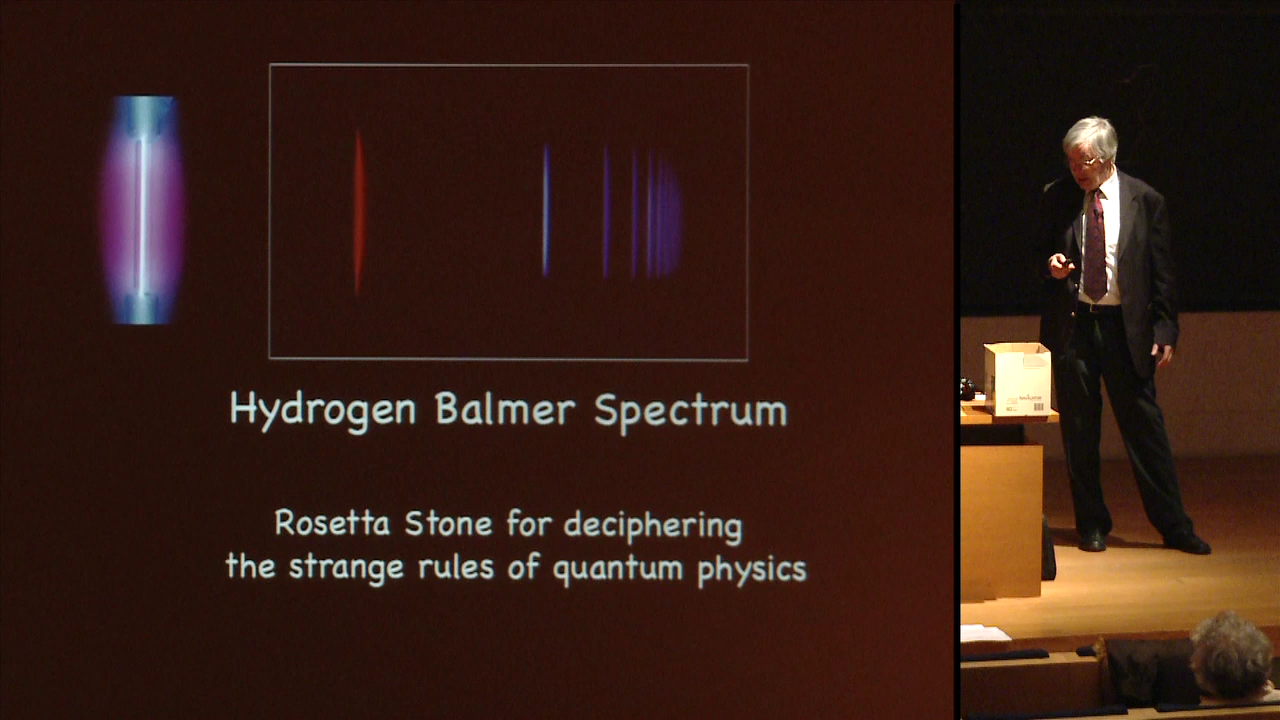 Hydrogen Balmer Spectrum
Rosetta Stone for deciphering
the strange rules of quantum physics